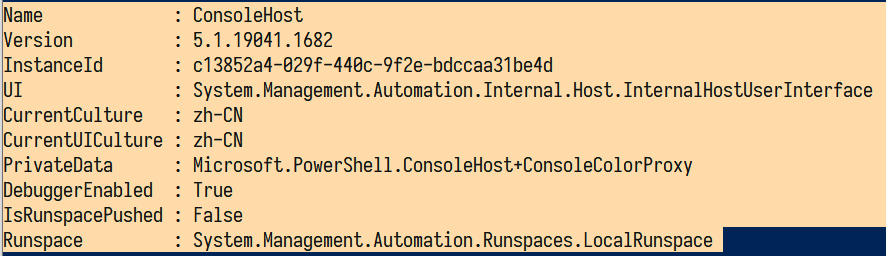 Name             : ConsoleHost
Version          : 5.1.19041.1682
InstanceId       : c13852a4-029f-440c-9f2e-bdccaa31be4d
UI               : System.Management.Automation.Internal.Host.InternalHostUserInterface
CurrentCulture   : zh-CN
CurrentUICulture : zh-CN
PrivateData      : Microsoft.PowerShell.ConsoleHost+ConsoleColorProxy
DebuggerEnabled  : True
IsRunspacePushed : False
Runspace         : System.Management.Automation.Runspaces.LocalRunspace